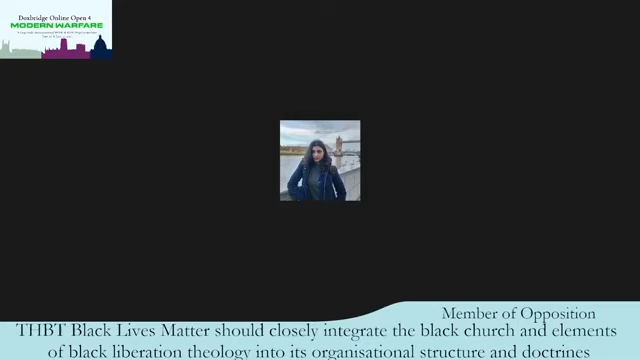 Doxbridge Online Open 4
MODERN WARFARE
Member of Opposition
THBT Black Lives Matter should closely integrate the black church and elements
of black liberation theology into its organisational structure and doctrines